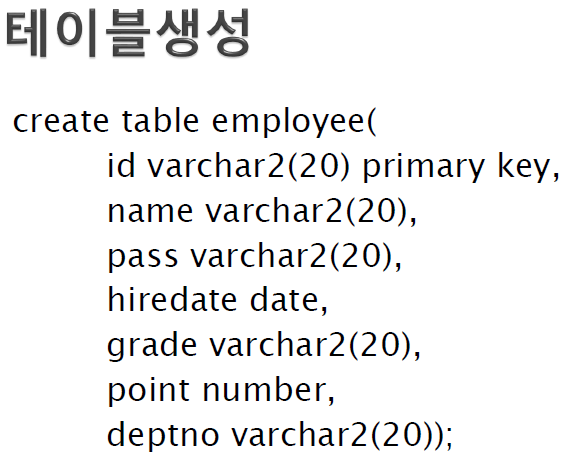 테이블생성
create table employee(
id varchar2(20) primary key,
name varchar2(20),
pass varchar2(20),
hiredate date,
grade varchar2(20),
point number,
deptno varchar2(20));